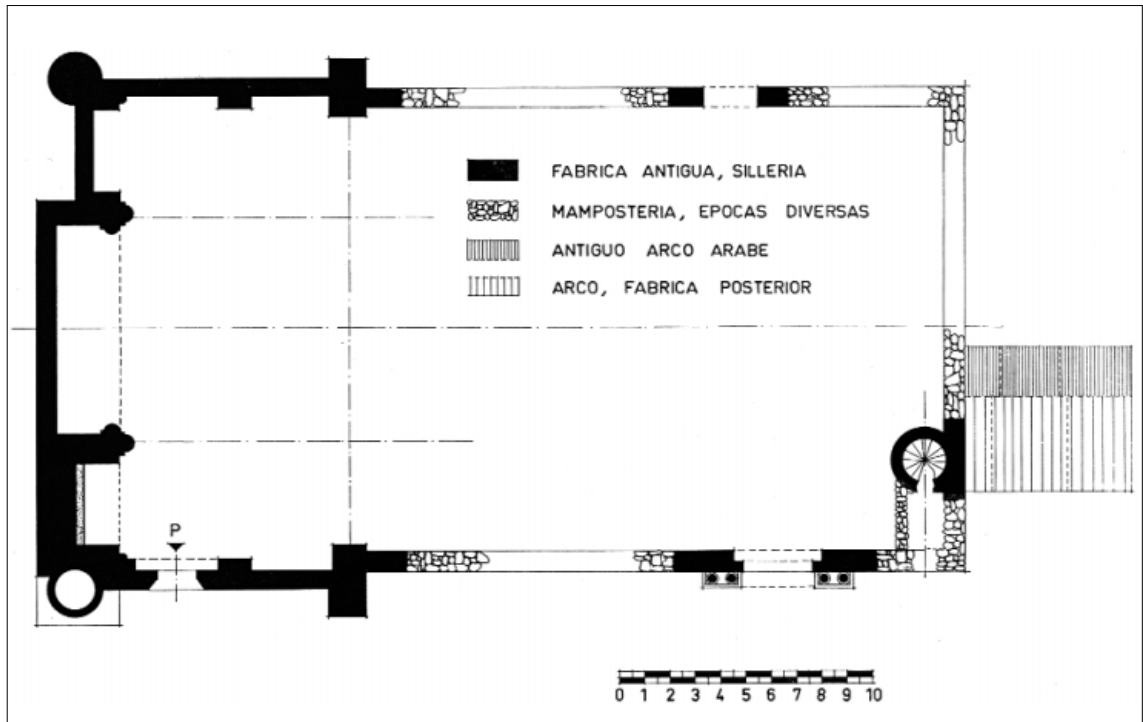 FABRICA ANTIGUA, SILLERIA
MAMPOSTERIA, EPOCAS DIVERSAS
ANTIGUO ARCO ARABE
ARCO, FABRICA POSTERIOR
P
0 1 2 3 4 5 6 7 8 9 10